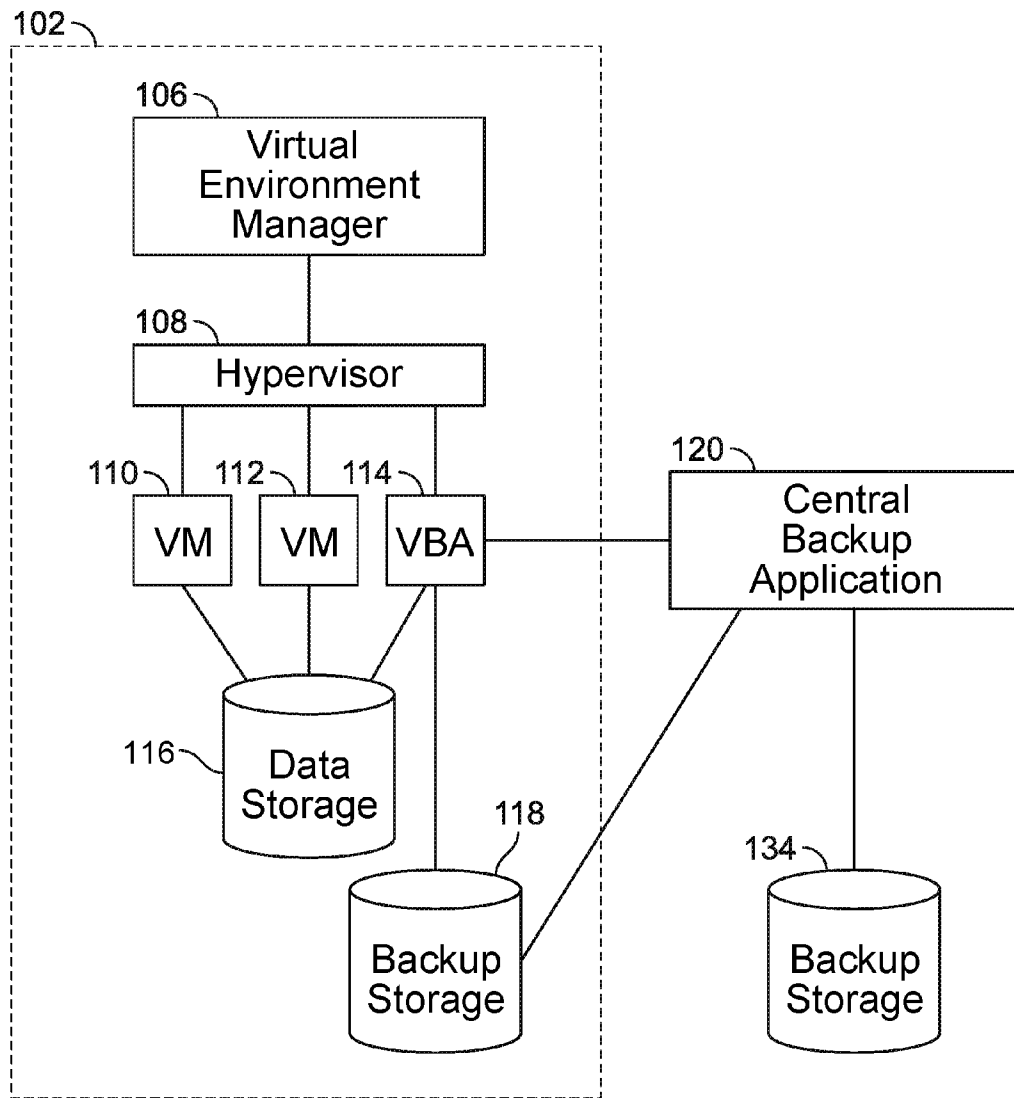 102
106
Virtual
Environment
Manager
108
Hypervisor
110
112
114
120
VM
VM
VBA
Central
Backup
Application
116
Data
Storage
118
134
Backup
Storage
Backup
Storage